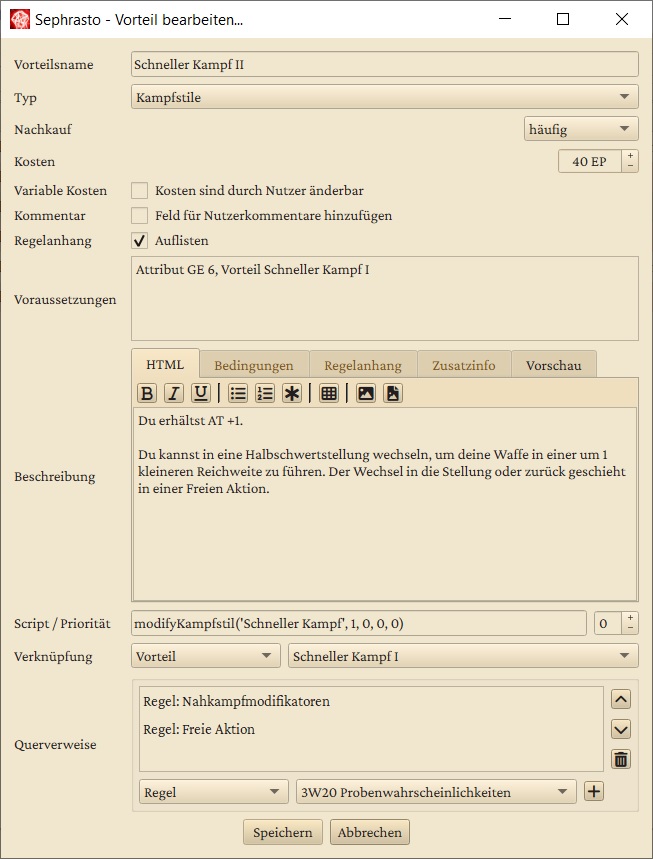 Sephrasto - Vorteil bearbeiten...
Vorteilsname Schneller Kampf II
Typ Kampfstile
Nachkauf häufig
Kosten 40 EP
Variable Kosten Kosten sind durch Nutzer änderbar
Kommentar Feld für Nutzerkommentare hinzufügen
Regelanhang Auflisten
Voraussetzungen
Attribut GE 6, Vorteil Schneller Kampf I
HTML Bedingungen Regelanhang Zusatzinfo Vorschau
B I U
Beschreibung
Du erhältst AT +1.
Du kannst in eine Halbschwertstellung wechseln, um deine Waffe in einer um 1
kleineren Reichweite zu führen. Der Wechsel in die Stellung oder zurück geschieht
in einer Freien Aktion.
Script / Priorität modifyKampfstil('Schneller Kampf', 1, 0, 0, 0) 0
Verknüpfung Vorteil Schneller Kampf I
Querverweise
Regel: Nahkampfmodifikatoren
Regel: Freie Aktion
Regel 3W20 Probenwahrscheinlichkeiten
Speichern Abbrechen